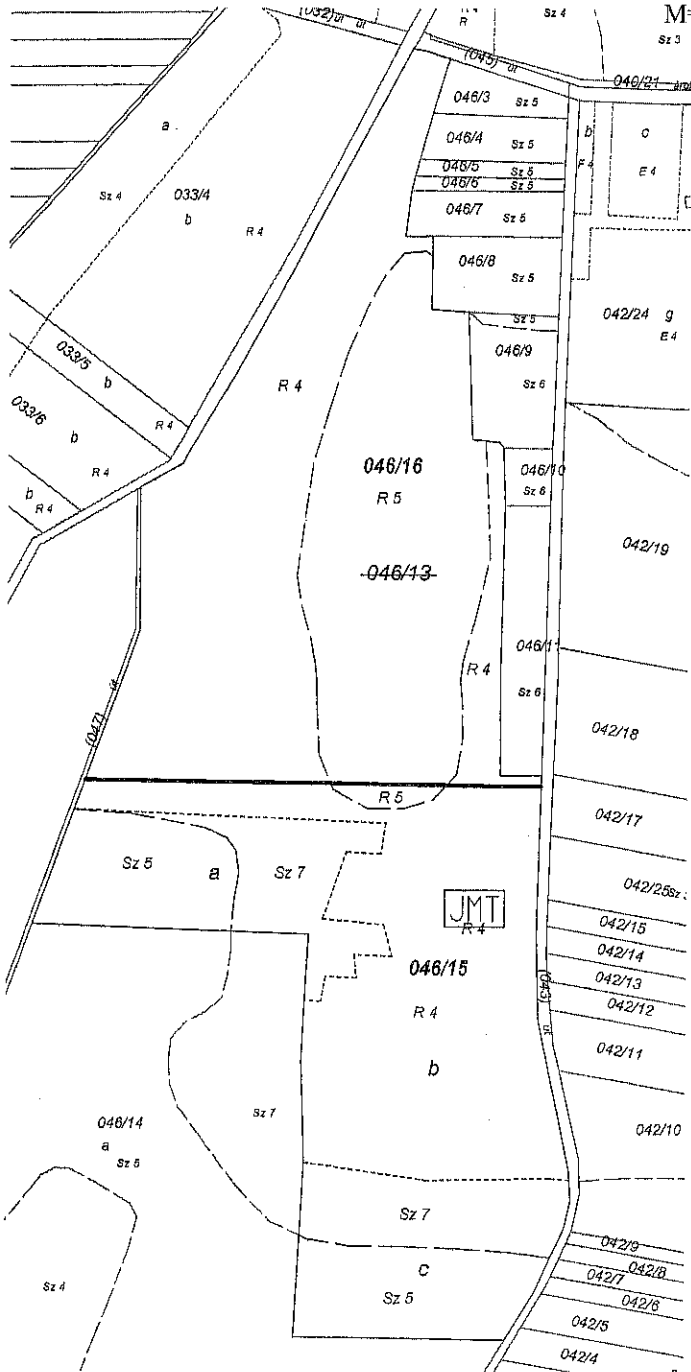 M
(032) út út
R
Sz 4
Sz 3
(045) út
046/21
046/3 Sz 5
046/4 Sz 5
046/5 Sz 5
046/6 Sz 5
046/7 Sz 5
b
F 4
c
E 4
a
Sz 4
033/4
b
R 4
046/8
Sz 5
Sz 5
042/24 g
E 4
033/5
b
R 4
046/9
Sz 6
R 4
033/6
b
R 4
046/16
R 5
046/10
Sz 6
b
R 4
046/13
042/19
046/11
R 4
Sz 6
(047) út
042/18
R 5
042/17
Sz 5
a
Sz 7
JMT
R 4
042/25
042/15
042/14
046/15
042/13
(043) út
042/12
R 4
042/11
b
Sz 7
046/14
a
Sz 5
042/10
Sz 7
042/9
042/8
c
042/7
Sz 4
Sz 5
042/6
042/5
042/4